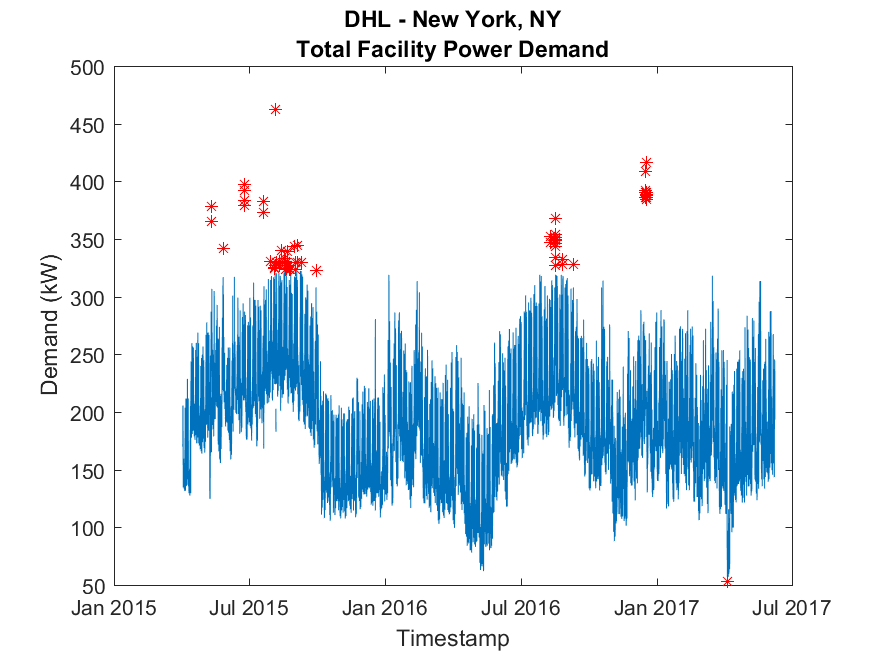 DHL - New York, NY
Total Facility Power Demand
500
450
400
350
300
250
200
150
100
50
Demand (kW)
Jan 2015 Jul 2015 Jan 2016 Jul 2016 Jan 2017 Jul 2017
Timestamp